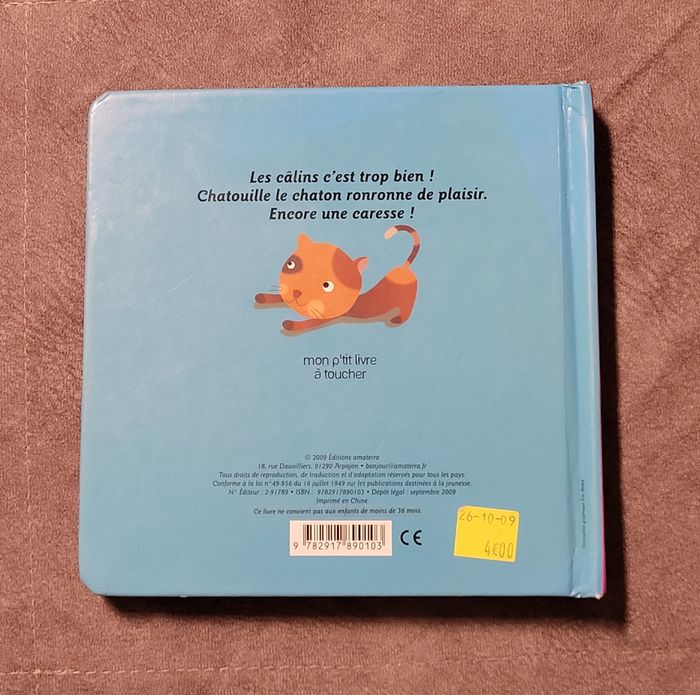 Les câlins c'est trop bien !
Chatouille le chaton ronronne de plaisir.
Encore une caresse !
mon p'tit livre
à toucher
© 2009 Éditions amaterra
18, rue Dauvilliers, 91290 Arpajon • bonjour@amaterra.fr
Tous droits de reproduction, de traduction et d'adaptation réservés pour tous les pays.
Conforme à la loi n°49-956 du 16 juillet 1949 sur les publications destinées à la jeunesse.
N° Éditeur : 2-91789 • ISBN : 9782917890103 • Dépôt légal : septembre 2009
Imprimé en Chine
Ce livre ne convient pas aux enfants de moins de 36 mois.
9 782917 890103
CE
26-10-09
4€00
Conception graphique